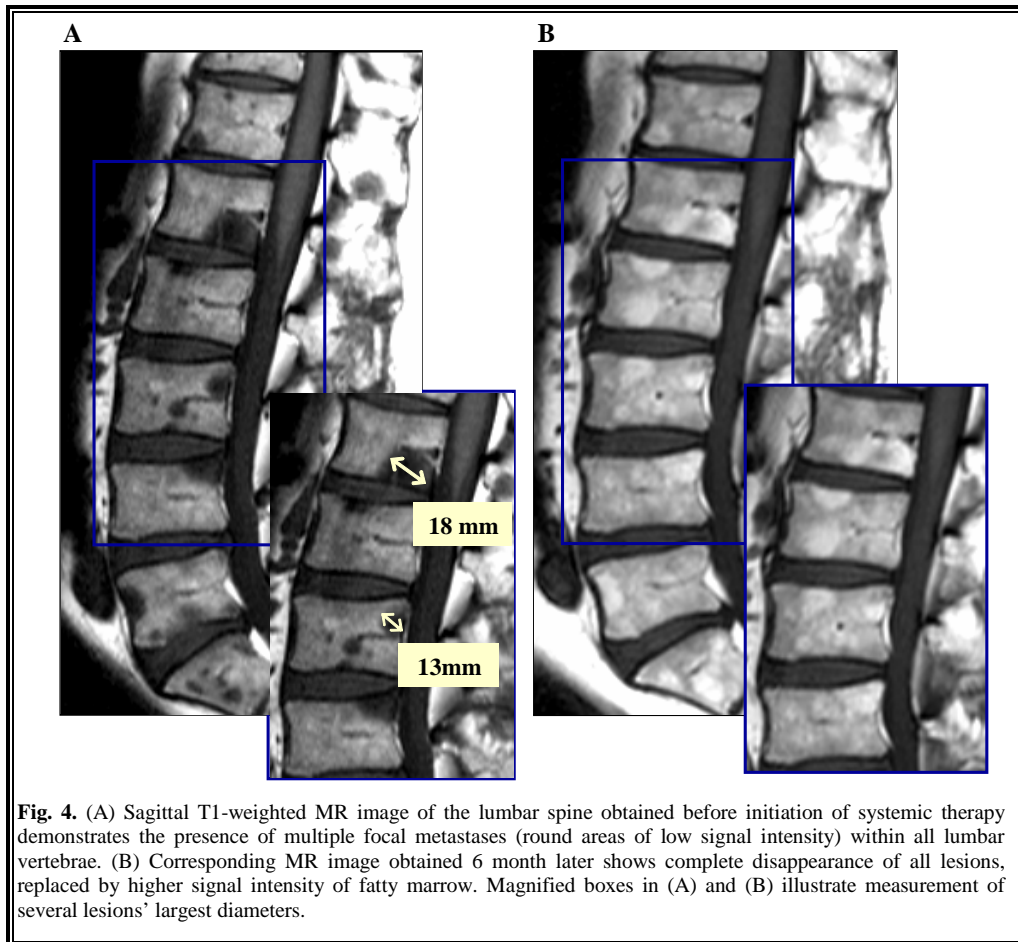 A
B
18 mm
13mm
Fig. 4. (A) Sagittal T1-weighted MR image of the lumbar spine obtained before initiation of systemic therapy
demonstrates the presence of multiple focal metastases (round areas of low signal intensity) within all lumbar
vertebrae. (B) Corresponding MR image obtained 6 month later shows complete disappearance of all lesions,
replaced by higher signal intensity of fatty marrow. Magnified boxes in (A) and (B) illustrate measurement of
several lesions’ largest diameters.